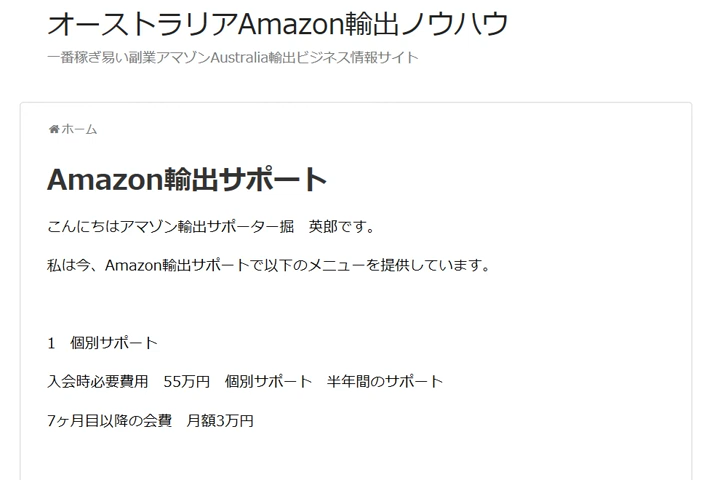 オーストラリアAmazon輸出ノウハウ
一番稼ぎ易い副業アマゾンAustralia輸出ビジネス情報サイト
ホーム
Amazon輸出サポート
こんにちはアマゾン輸出サポーター掘　英郎です。
私は今、Amazon輸出サポートで以下のメニューを提供しています。
1　個別サポート
入会時必要費用　55万円　個別サポート　半年間のサポート
7ヶ月目以降の会費　月額3万円